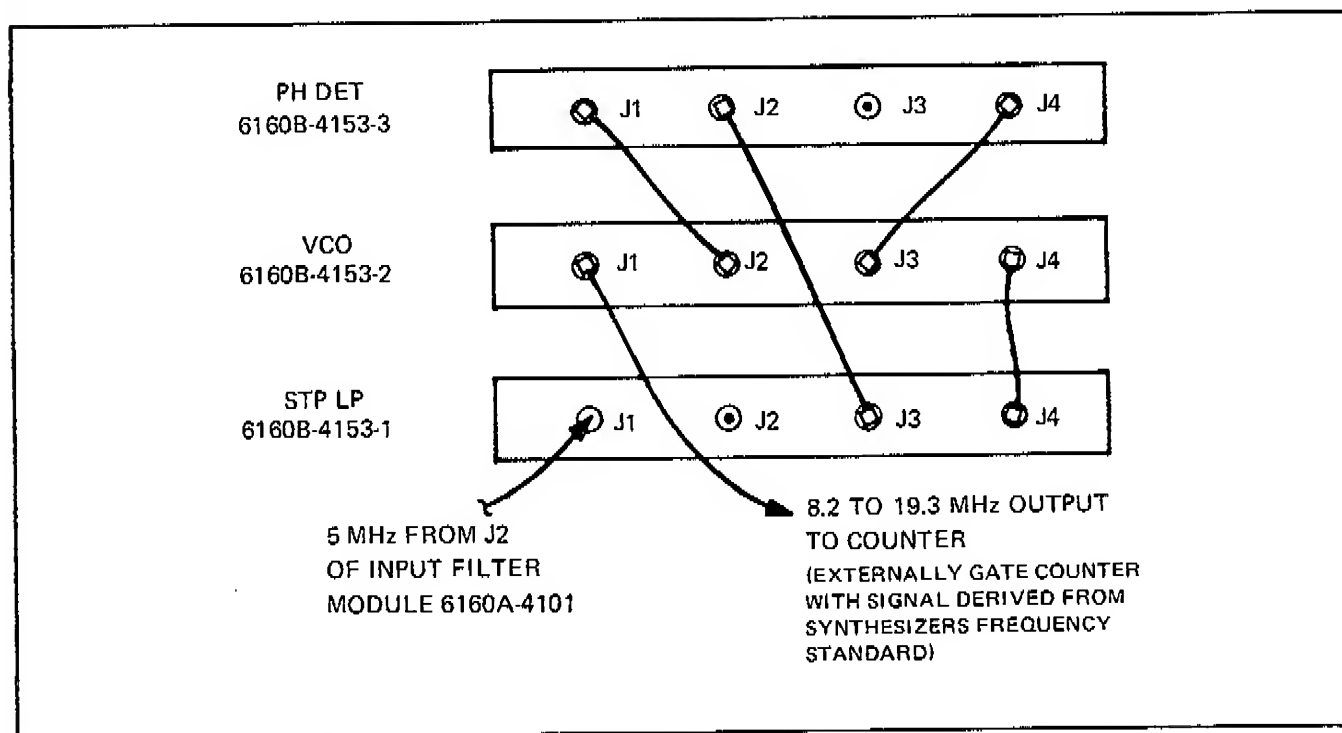 PH DET
6160B-4153-3
J1 J2 J3 J4
VCO
6160B-4153-2
J1 J2 J3 J4
STP LP
6160B-4153-1
J1 J2 J3 J4
5 MHz FROM J2
OF INPUT FILTER
MODULE 6160A-4101
8.2 TO 19.3 MHz OUTPUT
TO COUNTER
(EXTERNALLY GATE COUNTER
WITH SIGNAL DERIVED FROM
SYNTHESIZERS FREQUENCY
STANDARD)